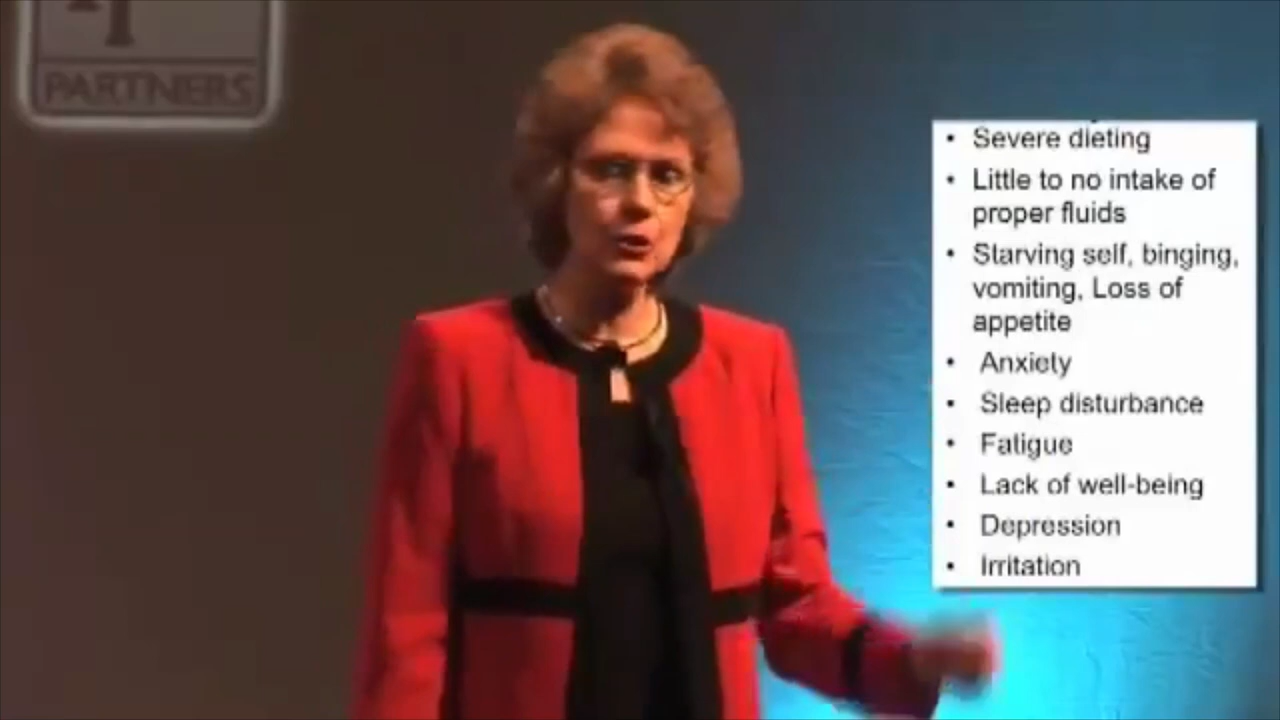 PARTNERS
• Severe dieting
• Little to no intake of
proper fluids
• Starving self, binging,
vomiting, Loss of
appetite
• Anxiety
• Sleep disturbance
• Fatigue
• Lack of well-being
• Depression
• Irritation